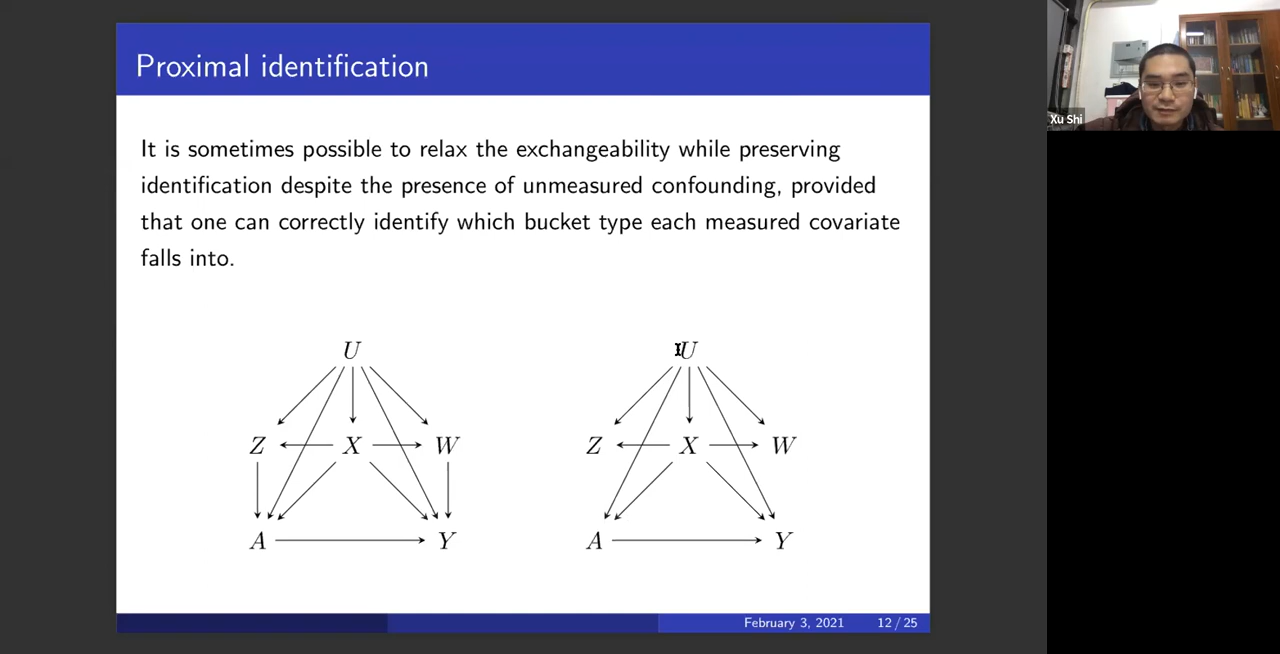 Proximal identification
It is sometimes possible to relax the exchangeability while preserving
identification despite the presence of unmeasured confounding, provided
that one can correctly identify which bucket type each measured covariate
falls into.
U U
Z X W Z X W
A Y A Y
February 3, 2021 12 / 25
Xu Shi